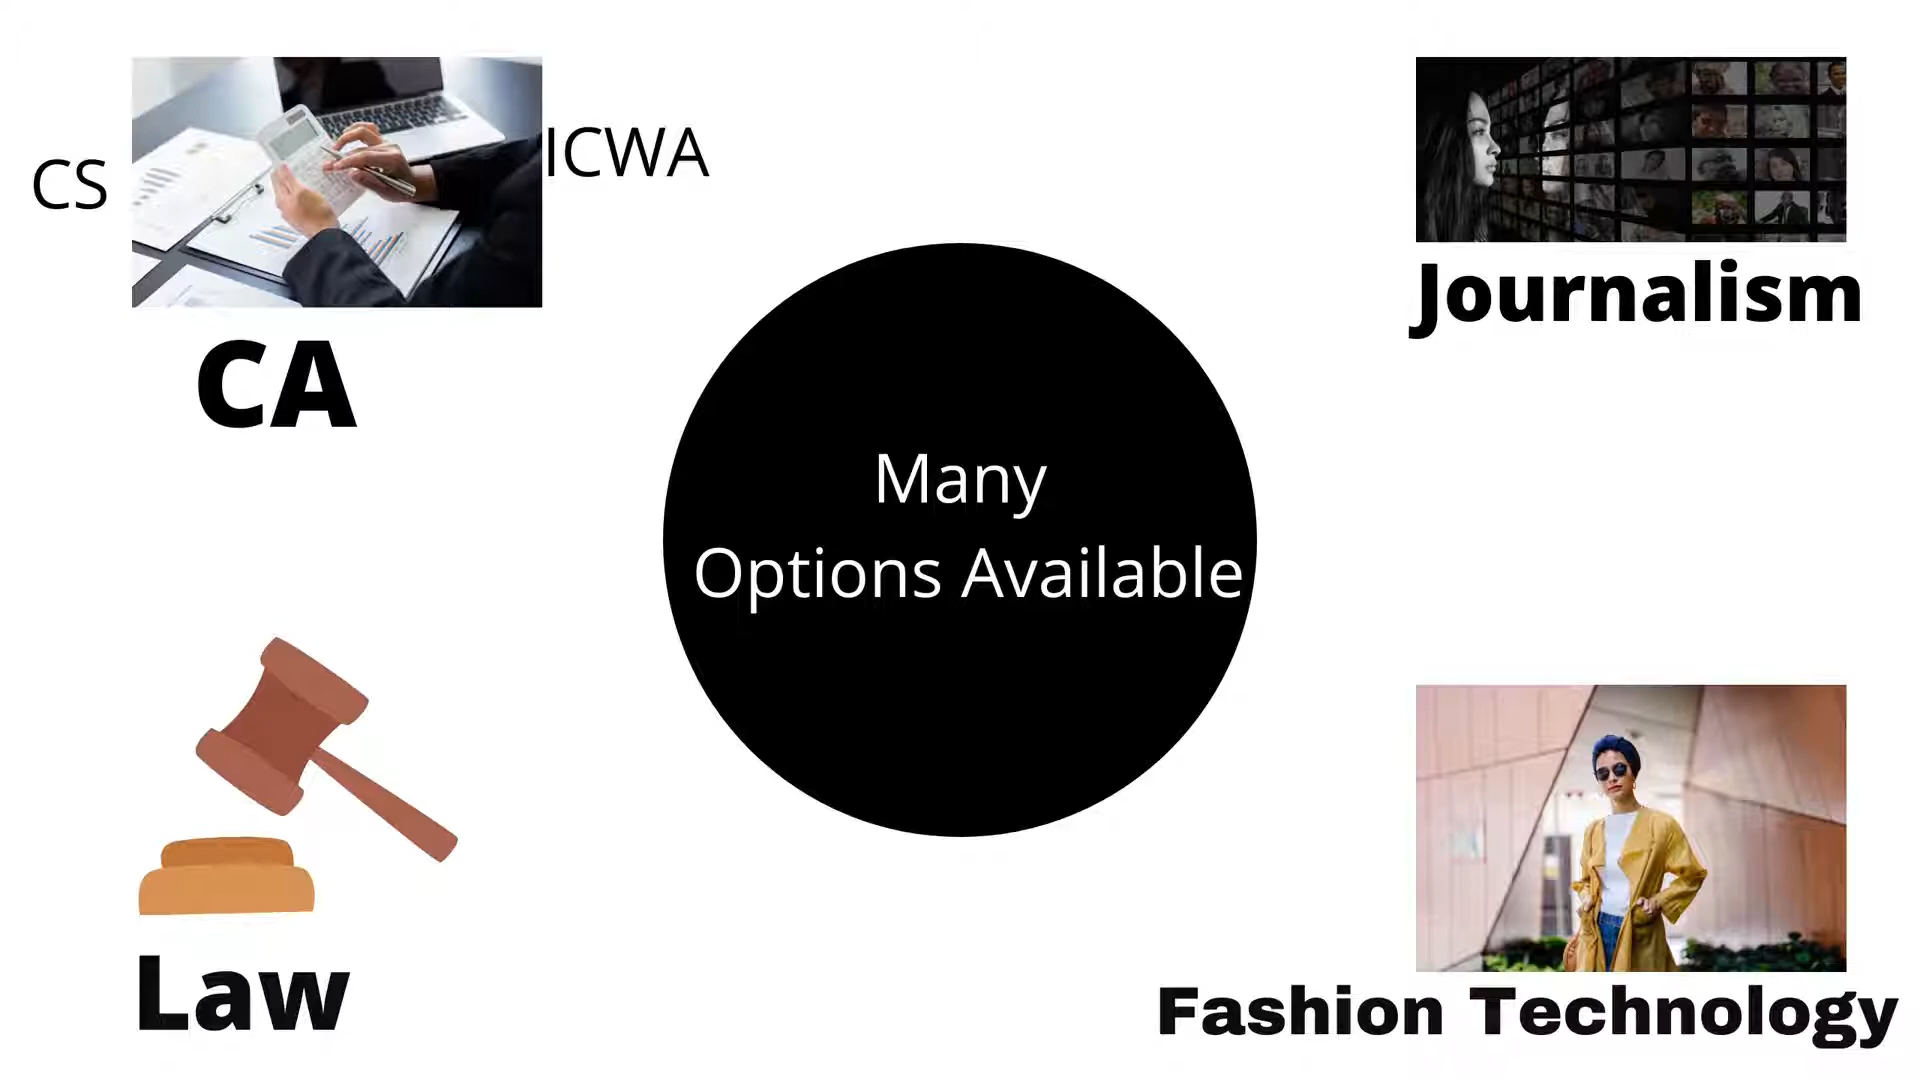 CS
ICWA
CA
Journalism
Many
Options Available
Law
Fashion Technology